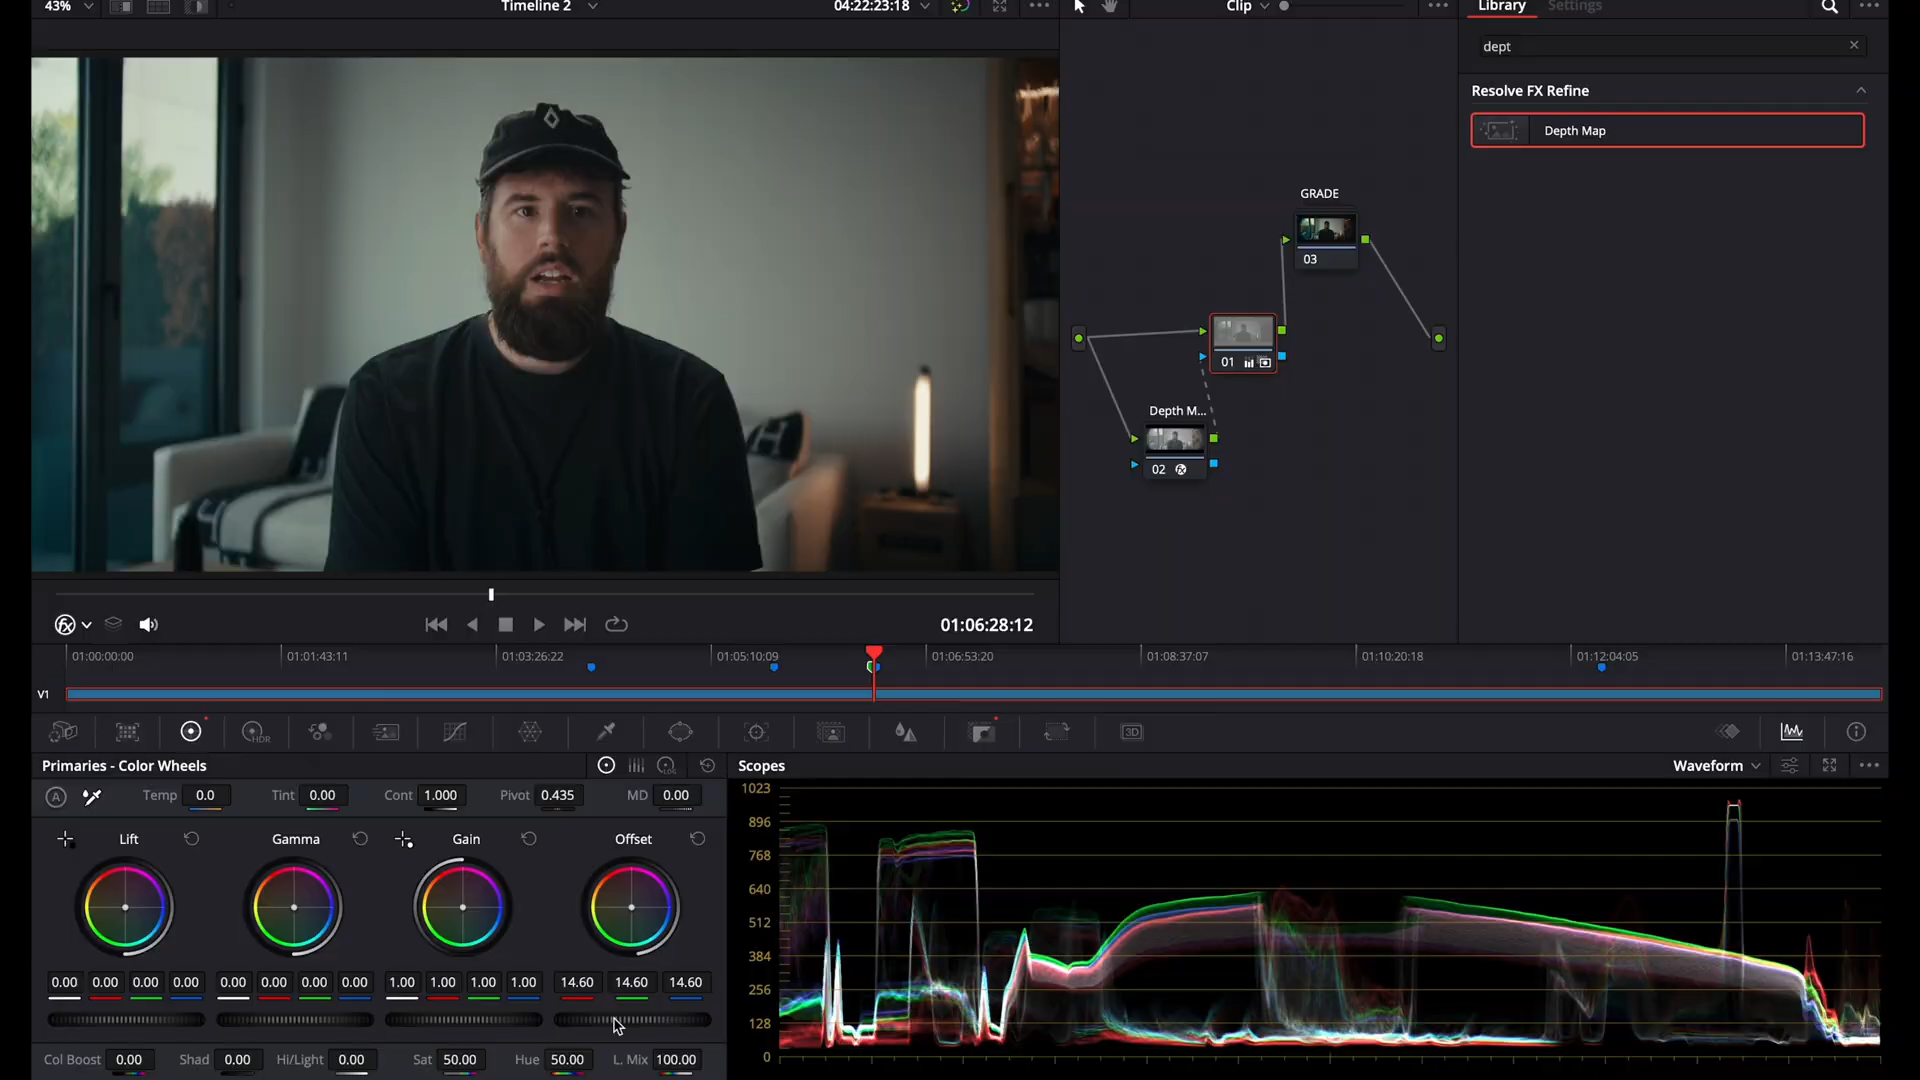 43%
Timeline 2
04:22:23:18
Clip
Library
Settings
dept
Resolve FX Refine
Depth Map
GRADE
03
01
Depth M...
02
01:06:28:12
01:00:00:00
01:01:43:11
01:03:26:22
01:05:10:09
01:06:53:20
01:08:37:07
01:10:20:18
01:12:04:05
01:13:47:16
V1
HDR
3D
Primaries - Color Wheels
LOG
Scopes
Waveform
A
Temp 0.0
Tint 0.00
Cont 1.000
Pivot 0.435
MD 0.00
Lift
Gamma
Gain
Offset
0.00 0.00 0.00 0.00
0.00 0.00 0.00 0.00
1.00 1.00 1.00 1.00
14.60 14.60 14.60
Col Boost 0.00
Shad 0.00
Hi/Light 0.00
Sat 50.00
Hue 50.00
L. Mix 100.00
1023
896
768
640
512
384
256
128
0